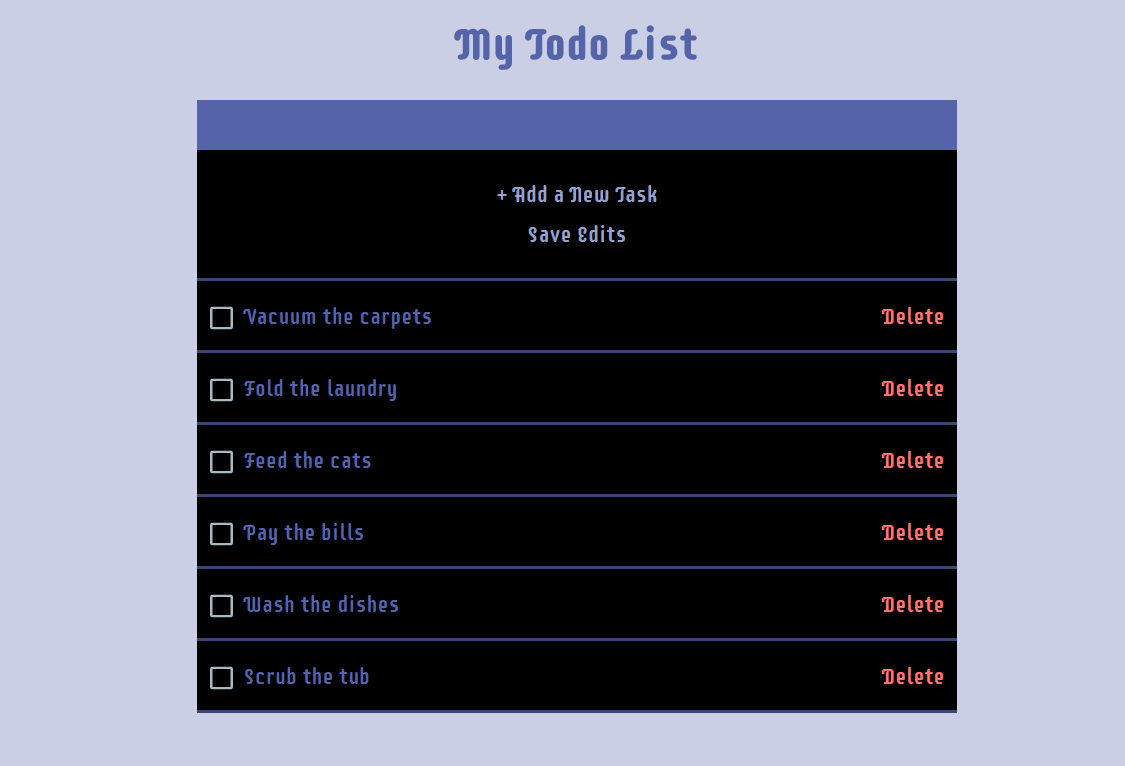 My Todo List
+ Add a New Task
Save Edits
Vacuum the carpets Delete
Fold the laundry Delete
Feed the cats Delete
Pay the bills Delete
Wash the dishes Delete
Scrub the tub Delete